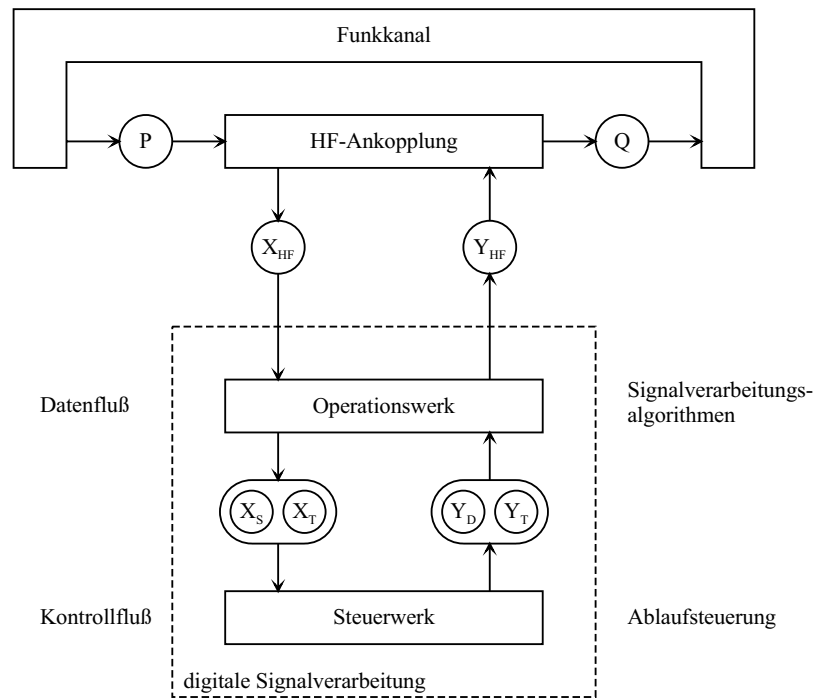 Funkkanal
P
HF-Ankopplung
Q
X_HF
Y_HF
Datenfluß
Operationswerk
Signalverarbeitungs-
algorithmen
X_S
X_T
Y_D
Y_T
Kontrollfluß
Steuerwerk
Ablaufsteuerung
digitale Signalverarbeitung